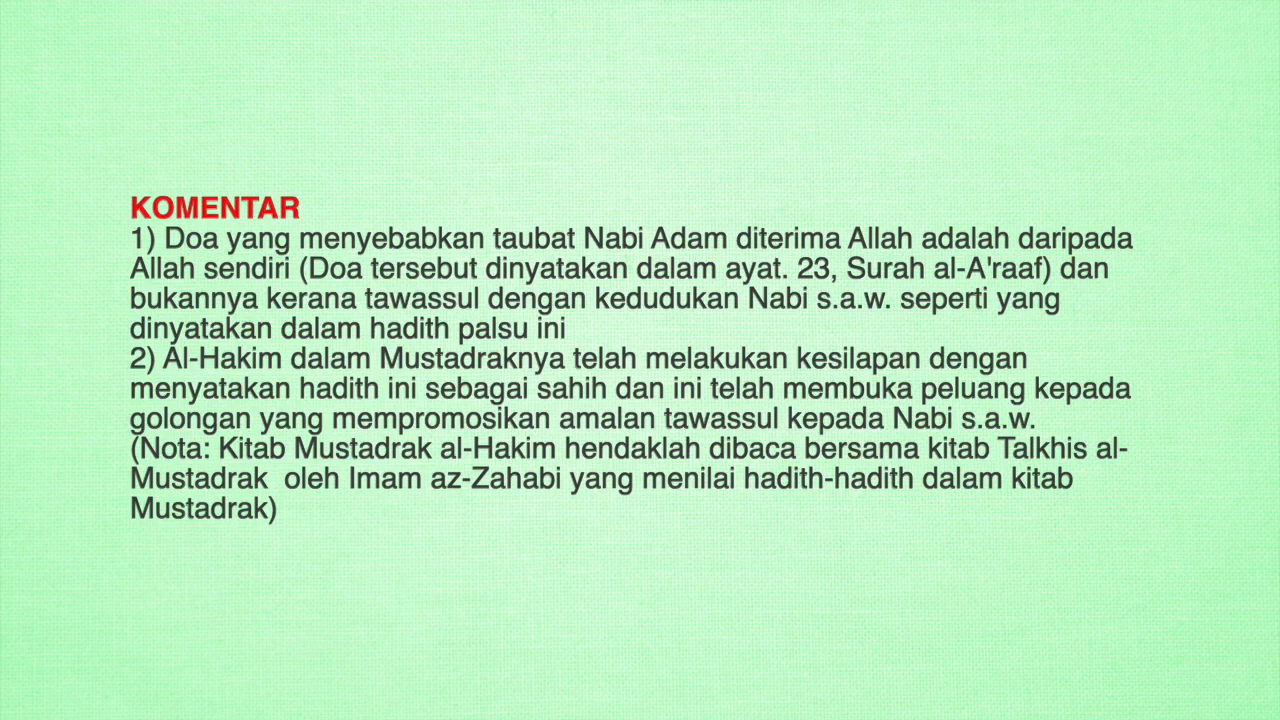 KOMENTAR
1) Doa yang menyebabkan taubat Nabi Adam diterima Allah adalah daripada
Allah sendiri (Doa tersebut dinyatakan dalam ayat. 23, Surah al-A'raaf) dan
bukannya kerana tawassul dengan kedudukan Nabi s.a.w. seperti yang
dinyatakan dalam hadith palsu ini
2) Al-Hakim dalam Mustadraknya telah melakukan kesilapan dengan
menyatakan hadith ini sebagai sahih dan ini telah membuka peluang kepada
golongan yang mempromosikan amalan tawassul kepada Nabi s.a.w.
(Nota: Kitab Mustadrak al-Hakim hendaklah dibaca bersama kitab Talkhis al-
Mustadrak  oleh Imam az-Zahabi yang menilai hadith-hadith dalam kitab
Mustadrak)